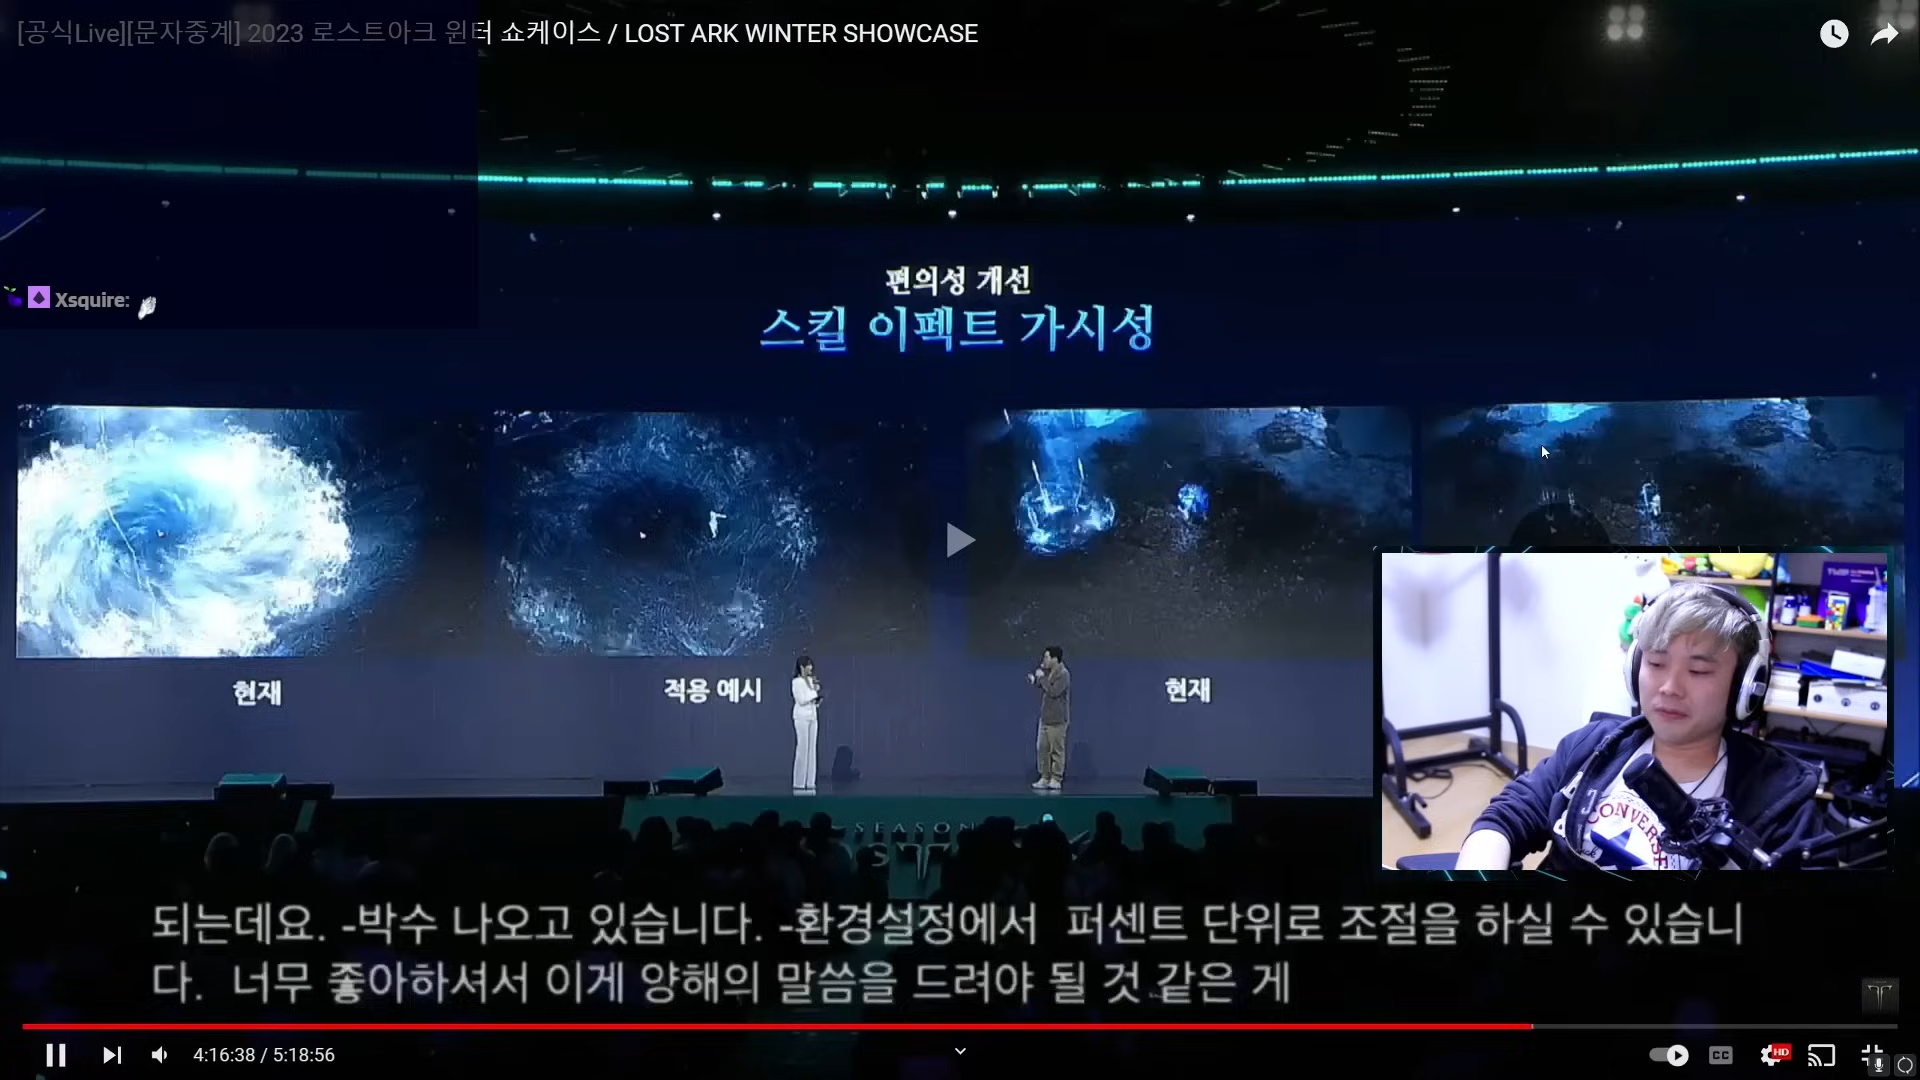 [공식Live][문자중계] 2023 로스트아크 윈터 쇼케이스 / LOST ARK WINTER SHOWCASE
Xsquire:
편의성 개선
스킬 이펙트 가시성
현재
적용 예시
현재
CONVERSE
SEASON
되는데요. -박수 나오고 있습니다. -환경설정에서 퍼센트 단위로 조절을 하실 수 있습니
다. 너무 좋아하셔서 이게 양해의 말씀을 드려야 될 것 같은 게
4:16:38 / 5:18:56
CC
HD